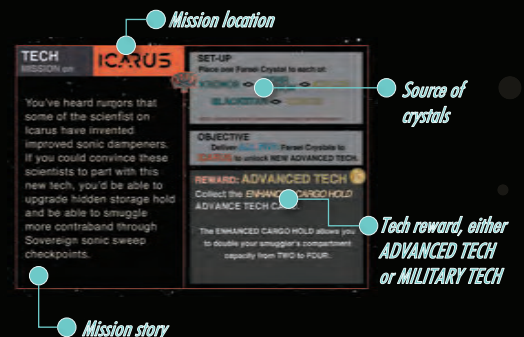 Mission location
TECH
MISSION on
ICARUS
You've heard rumors that
some of the scientist on
Icarus have invented
improved sonic dampeners.
If you could convince these
scientists to part with this
new tech, you'd be able to
upgrade hidden storage hold
and be able to smuggle
more contraband through
Sovereign sonic sweep
checkpoints.
SET-UP
Place one Farsei Crystal to each of:
Source of
crystals
OBJECTIVE
Deliver Farsei Crystals to
to unlock NEW ADVANCED TECH.
REWARD: ADVANCED TECH
Collect the ENHANCED CARGO HOLD
ADVANCE TECH
The ENHANCED CARGO HOLD allows you
to double your smuggler's compartment
capacity from TWO to FOUR.
Tech reward, either
ADVANCED TECH
or MILITARY TECH
Mission story